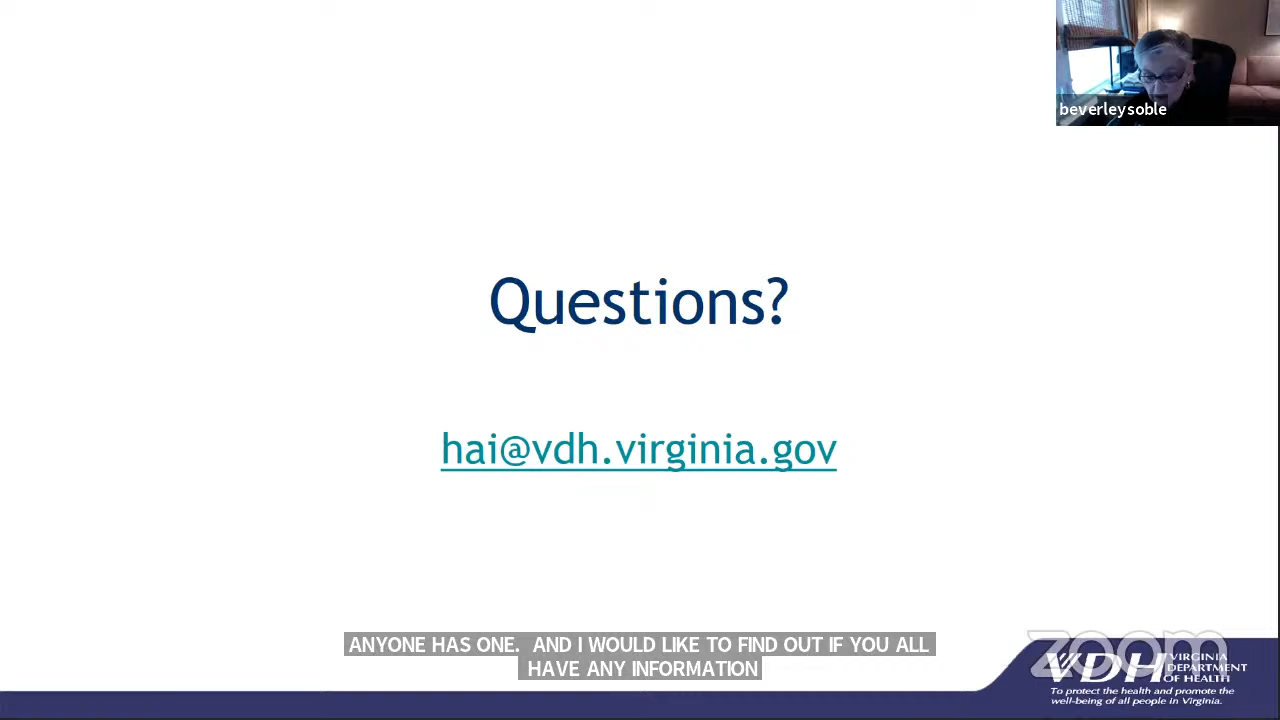 beverleysoble
Questions?
hai@vdh.virginia.gov
ANYONE HAS ONE. AND I WOULD LIKE TO FIND OUT IF YOU ALL
HAVE ANY INFORMATION
zoom
VDH VIRGINIA
DEPARTMENT
OF HEALTH
To protect the health and promote the
well-being of all people in Virginia.